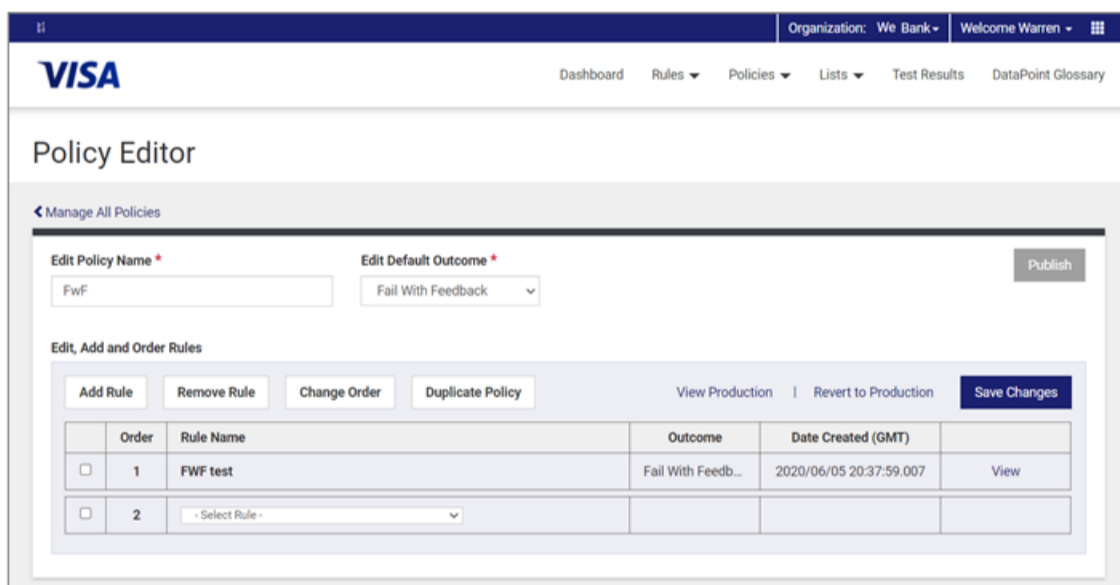 Organization: We Bank
Welcome Warren
VISA
Dashboard Rules Policies Lists Test Results DataPoint Glossary
Policy Editor
Manage All Policies
Edit Policy Name * Edit Default Outcome *
Publish
FwF Fail With Feedback
Edit, Add and Order Rules
Add Rule Remove Rule Change Order Duplicate Policy View Production | Revert to Production Save Changes
Order Rule Name Outcome Date Created (GMT)
1 FWF test Fail With Feedb... 2020/06/05 20:37:59.007 View
2 - Select Rule -